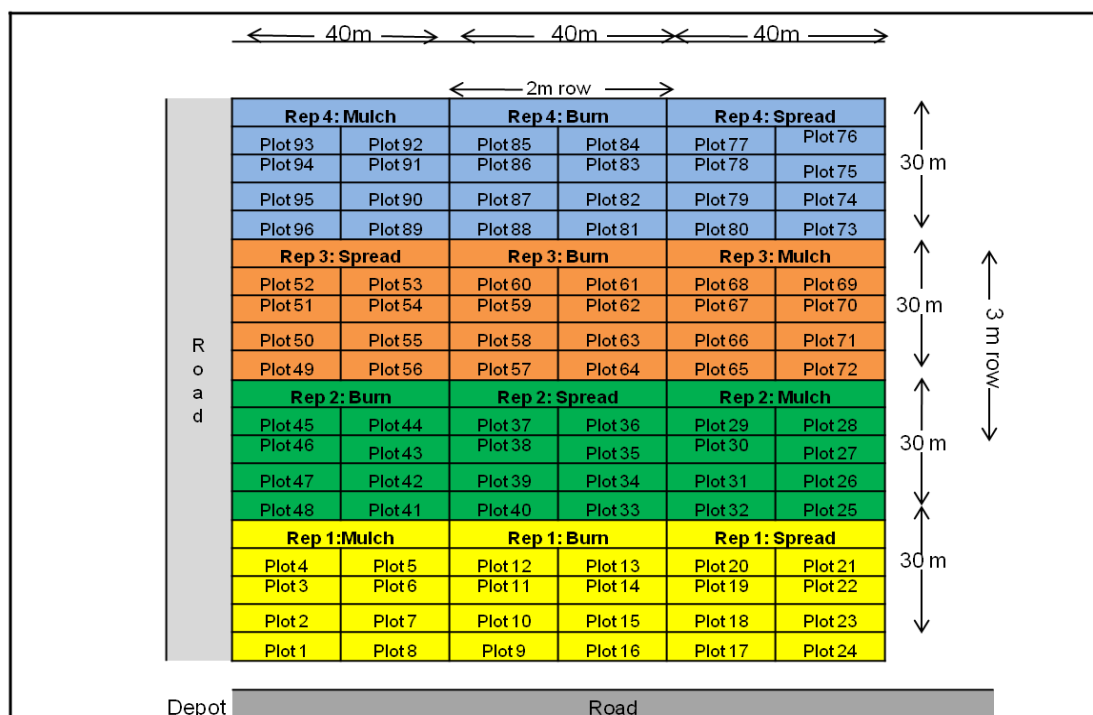 40m 40m 40m
2m row
Rep 4: Mulch Rep 4: Burn Rep 4: Spread
Plot 93 Plot 92 Plot 85 Plot 84 Plot 77 Plot 76
Plot 94 Plot 91 Plot 86 Plot 83 Plot 78 Plot 75
30 m
Plot 95 Plot 90 Plot 87 Plot 82 Plot 79 Plot 74
Plot 96 Plot 89 Plot 88 Plot 81 Plot 80 Plot 73
Rep 3: Spread Rep 3: Burn Rep 3: Mulch
Plot 52 Plot 53 Plot 60 Plot 61 Plot 68 Plot 69
Plot 51 Plot 54 Plot 59 Plot 62 Plot 67 Plot 70
30 m
3 m row
Plot 50 Plot 55 Plot 58 Plot 63 Plot 66 Plot 71
Plot 49 Plot 56 Plot 57 Plot 64 Plot 65 Plot 72
Road
Rep 2: Burn Rep 2: Spread Rep 2: Mulch
Plot 45 Plot 44 Plot 37 Plot 36 Plot 29 Plot 28
Plot 46 Plot 43 Plot 38 Plot 35 Plot 30 Plot 27
30 m
Plot 47 Plot 42 Plot 39 Plot 34 Plot 31 Plot 26
Plot 48 Plot 41 Plot 40 Plot 33 Plot 32 Plot 25
Rep 1:Mulch Rep 1: Burn Rep 1: Spread
30 m
Plot 4 Plot 5 Plot 12 Plot 13 Plot 20 Plot 21
Plot 3 Plot 6 Plot 11 Plot 14 Plot 19 Plot 22
Plot 2 Plot 7 Plot 10 Plot 15 Plot 18 Plot 23
Plot 1 Plot 8 Plot 9 Plot 16 Plot 17 Plot 24
Depot Road